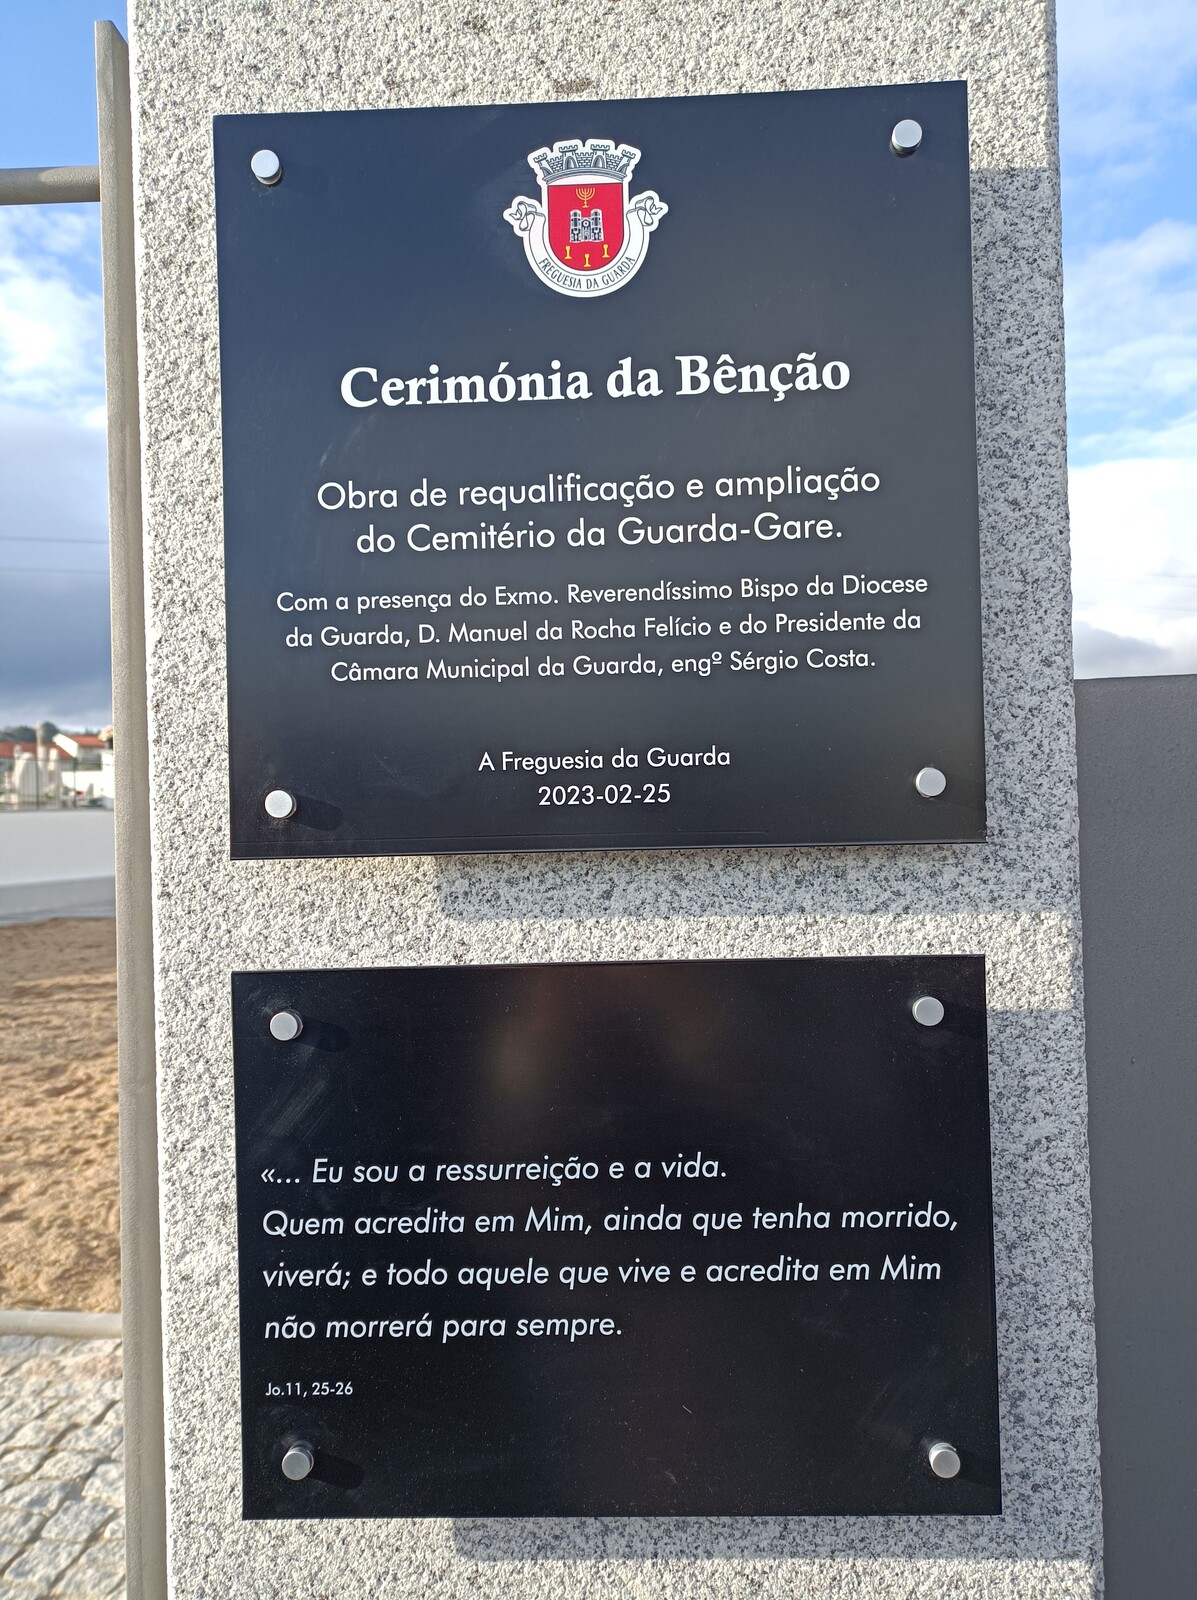 FREGUESIA DA GUARDA
Cerimónia da Bênção
Obra de requalificação e ampliação
do Cemitério da Guarda-Gare.
Com a presença do Exmo. Reverendíssimo Bispo da Diocese
da Guarda, D. Manuel da Rocha Felício e do Presidente da
Câmara Municipal da Guarda, engº Sérgio Costa.
A Freguesia da Guarda
2023-02-25
«... Eu sou a ressurreição e a vida.
Quem acredita em Mim, ainda que tenha morrido,
viverá; e todo aquele que vive e acredita em Mim
não morrerá para sempre.
Jo.11, 25-26